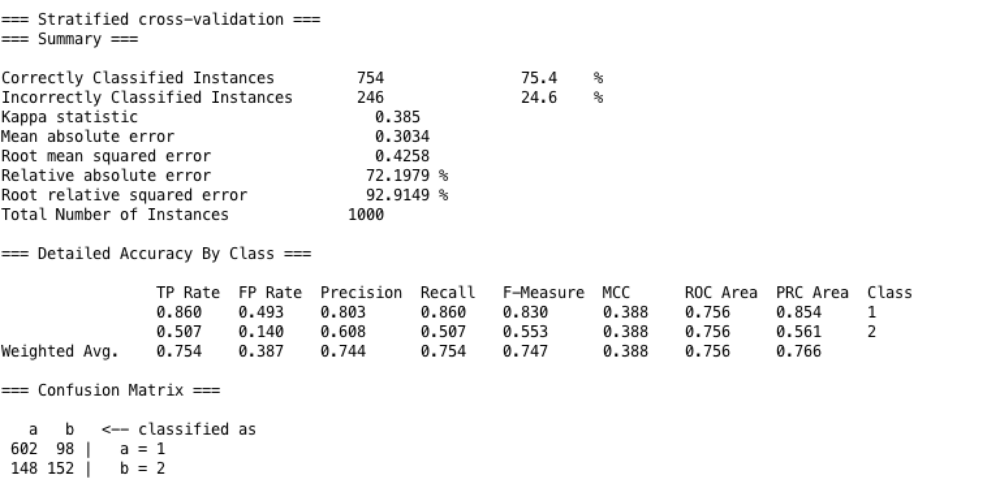 === Stratified cross-validation ===
=== Summary ===
Correctly Classified Instances 754 75.4 %
Incorrectly Classified Instances 246 24.6 %
Kappa statistic 0.385
Mean absolute error 0.3034
Root mean squared error 0.4258
Relative absolute error 72.1979 %
Root relative squared error 92.9149 %
Total Number of Instances 1000
=== Detailed Accuracy By Class ===
TP Rate FP Rate Precision Recall F-Measure MCC ROC Area PRC Area Class
0.860 0.493 0.803 0.860 0.830 0.388 0.756 0.854 1
0.507 0.140 0.608 0.507 0.553 0.388 0.756 0.561 2
Weighted Avg. 0.754 0.387 0.744 0.754 0.747 0.388 0.756 0.766
=== Confusion Matrix ===
a b <-- classified as
602 98 | a = 1
148 152 | b = 2